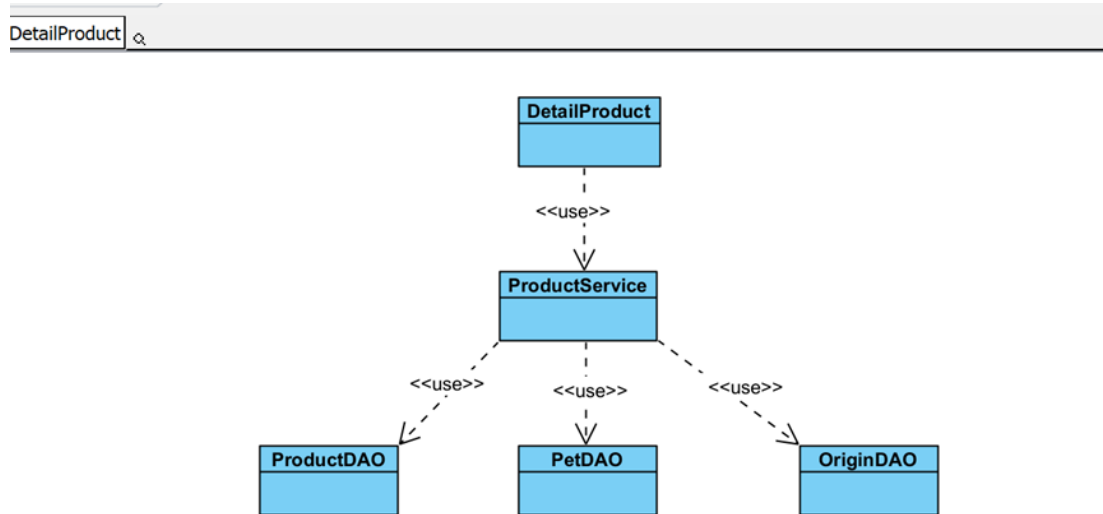 DetailProduct
DetailProduct
<<use>>
ProductService
<<use>> <<use>> <<use>>
ProductDAO PetDAO OriginDAO